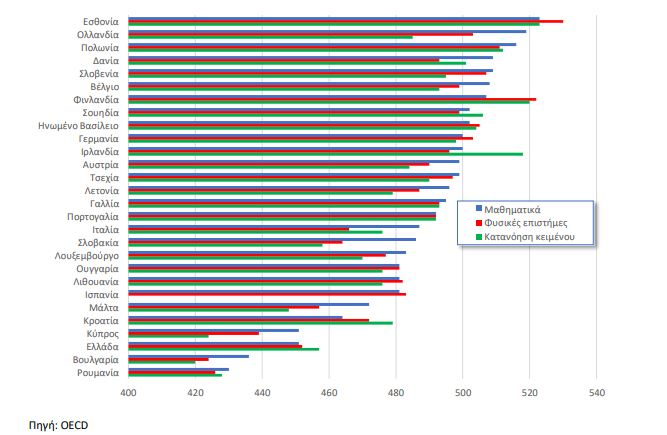 Εσθονία
Ολλανδία
Πολωνία
Δανία
Σλοβενία
Βέλγιο
Φινλανδία
Σουηδία
Ηνωμένο Βασίλειο
Γερμανία
Ιρλανδία
Αυστρία
Τσεχία
Λετονία
Γαλλία
Πορτογαλία
Ιταλία
Σλοβακία
Λουξεμβούργο
Ουγγαρία
Λιθουανία
Ισπανία
Μάλτα
Κροατία
Κύπρος
Ελλάδα
Βουλγαρία
Ρουμανία
Μαθηματικά
Φυσικές επιστήμες
Κατανόηση κειμένου
400 420 440 460 480 500 520 540
Πηγή: OECD